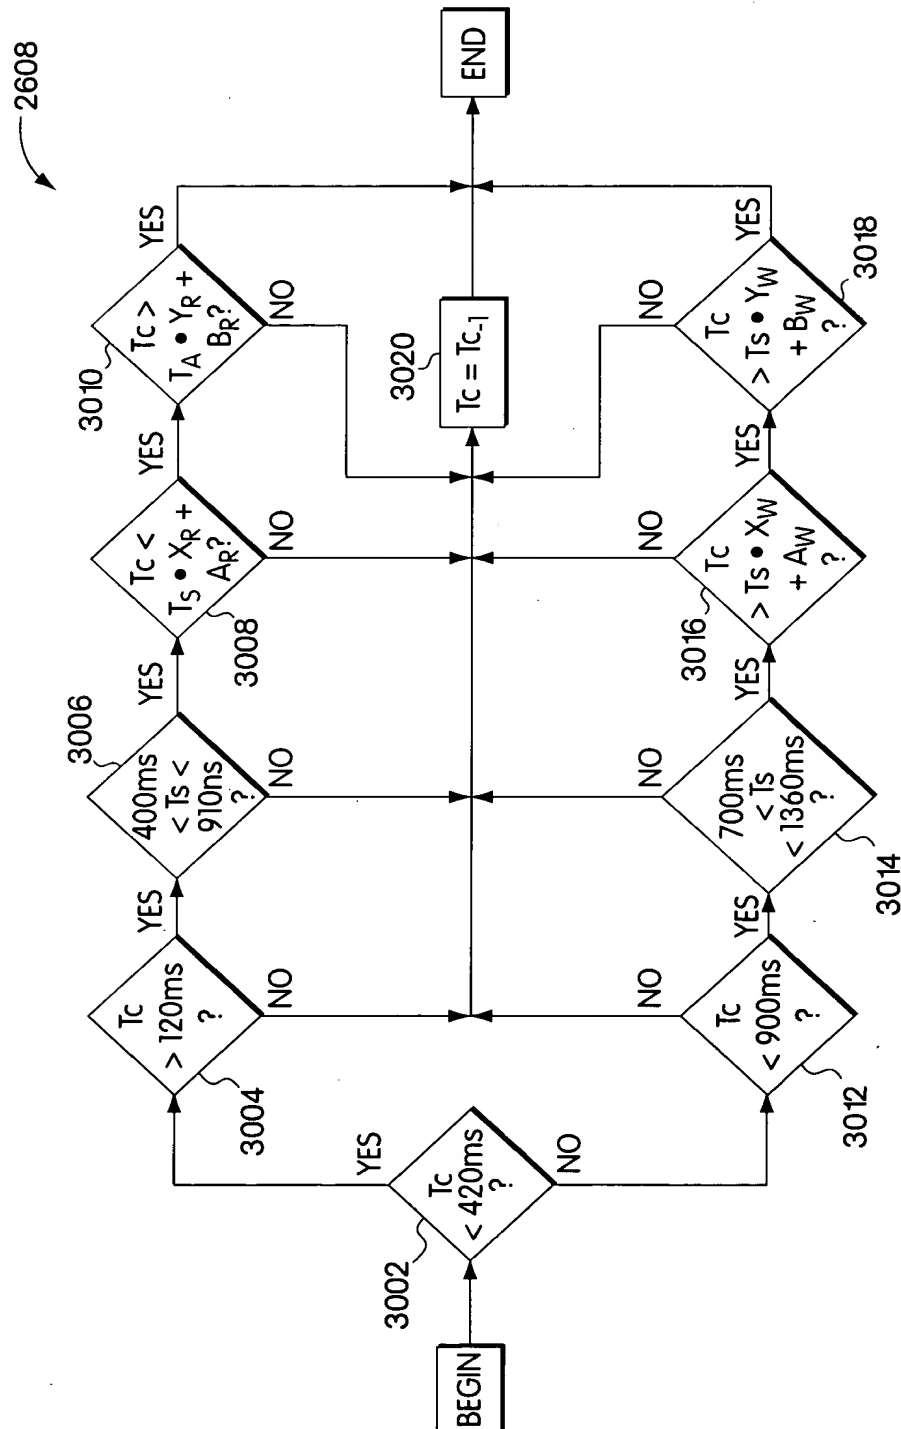 2608
BEGIN
3002
Tc
< 420ms
?
YES
NO
3004
Tc
> 120ms
?
YES
NO
3006
400ms
< Ts <
910ns
?
YES
NO
3008
Tc <
TS • XR +
AR?
YES
NO
3010
Tc >
TA • YR +
BR?
YES
NO
3012
Tc
< 900ms
?
YES
NO
3014
700ms
< Ts
< 1360ms
?
YES
NO
3016
Tc
> Ts • XW
+ AW
?
YES
NO
3018
Tc
> Ts • YW
+ BW
?
YES
NO
3020
Tc = Tc-1
END